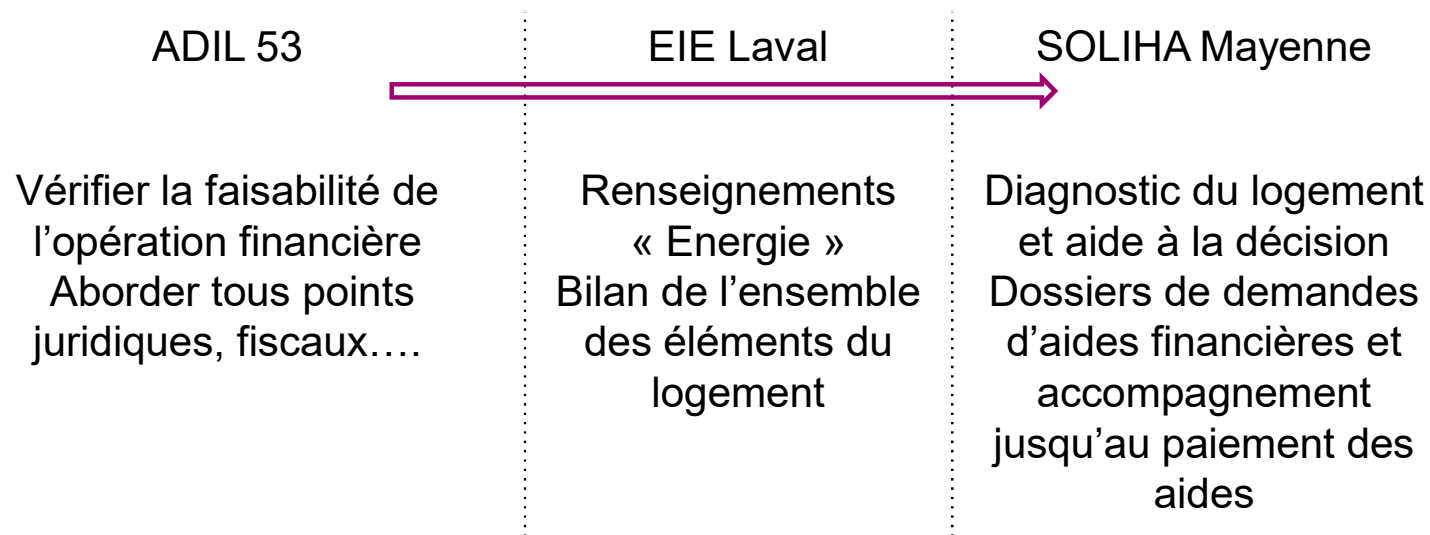 ADIL 53
Vérifier la faisabilité de
l’opération financière
Aborder tous points
juridiques, fiscaux….
EIE Laval
Renseignements
« Energie »
Bilan de l’ensemble
des éléments du
logement
SOLIHA Mayenne
Diagnostic du logement
et aide à la décision
Dossiers de demandes
d’aides financières et
accompagnement
jusqu’au paiement des
aides